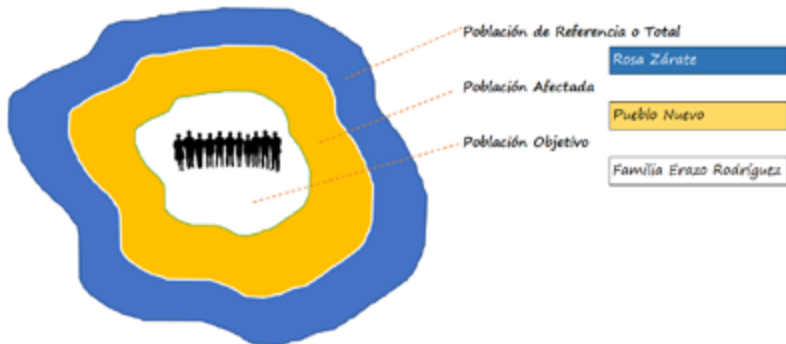 Población de Referencia o Total
Rosa Zárate
Población Afectada
Pueblo Nuevo
Población Objetivo
Familia Erazo Rodríguez